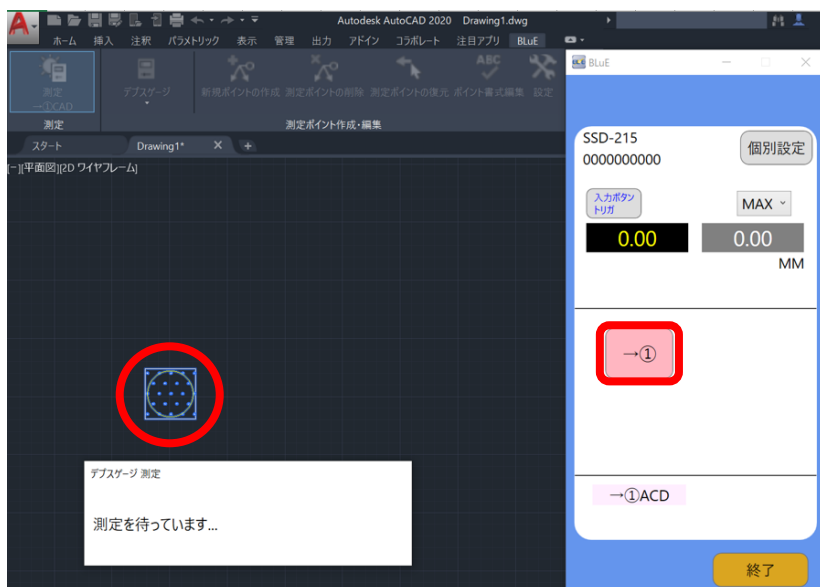 Autodesk AutoCAD 2020 Drawing1.dwg
ホーム 挿入 注釈 パラメトリック 表示 管理 出力 アドイン コラボレート 注目アプリ BLuE
測定
→①CAD
デプスゲージ
新規ポイントの作成 測定ポイントの削除 測定ポイントの復元 ABC ポイント書式編集 設定
測定
測定ポイント作成・編集
スタート Drawing1* × +
[−][平面図][2D ワイヤフレーム]
デプスゲージ 測定
測定を待っています...
BLuE
SSD-215
0000000000
個別設定
入力ボタン
トリガ
MAX
0.00 0.00
MM
→①
→①ACD
終了